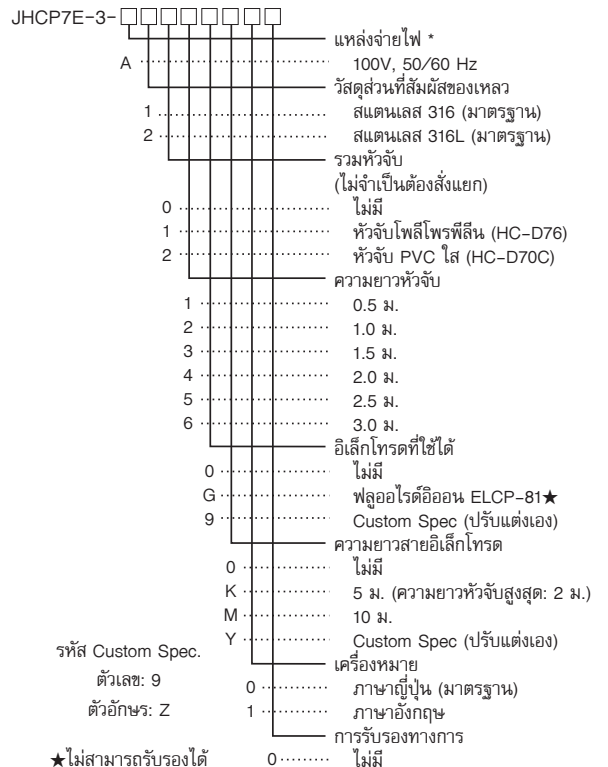 JHCP7E-3-□□□□□□□□
แหล่งจ่ายไฟ *
A 100V, 50/60 Hz
วัสดุส่วนที่สัมผัสของเหลว
1 สแตนเลส 316 (มาตรฐาน)
2 สแตนเลส 316L (มาตรฐาน)
รวมหัวจับ
(ไม่จำเป็นต้องสั่งแยก)
0 ไม่มี
1 หัวจับโพลีโพรพีลีน (HC-D76)
2 หัวจับ PVC ใส (HC-D70C)
ความยาวหัวจับ
1 0.5 ม.
2 1.0 ม.
3 1.5 ม.
4 2.0 ม.
5 2.5 ม.
6 3.0 ม.
อิเล็กโทรดที่ใช้ได้
0 ไม่มี
G ฟลูออไรด์อิออน ELCP-81★
9 Custom Spec (ปรับแต่งเอง)
ความยาวสายอิเล็กโทรด
0 ไม่มี
K 5 ม. (ความยาวหัวจับสูงสุด: 2 ม.)
M 10 ม.
Y Custom Spec (ปรับแต่งเอง)
เครื่องหมาย
0 ภาษาญี่ปุ่น (มาตรฐาน)
1 ภาษาอังกฤษ
การรับรองทางการ
0 ไม่มี
รหัส Custom Spec.
ตัวเลข: 9
ตัวอักษร: Z
★ไม่สามารถรับรองได้